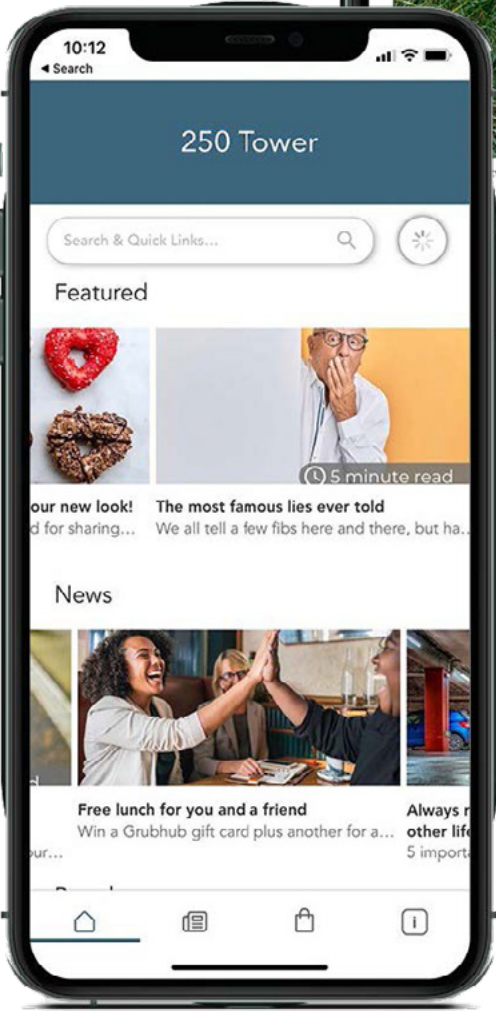 10:12
Search
250 Tower
Search & Quick Links...
Featured
5 minute read
our new look!
The most famous lies ever told
d for sharing...
We all tell a few fibs here and there, but ha..
News
Free lunch for you and a friend
Always r
Win a Grubhub gift card plus another for a...
other life
our...
5 importa
i